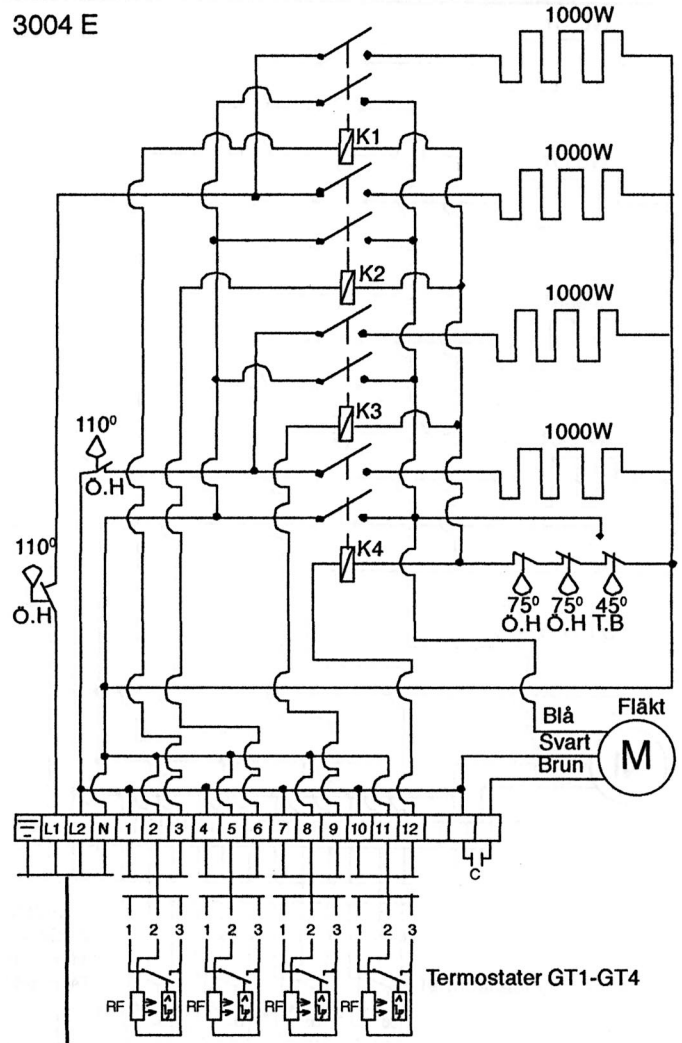 3004 E
1000W
K1
1000W
K2
1000W
K3
110⁰
Ö.H
1000W
K4
110⁰
Ö.H
75⁰ 75⁰ 45⁰
Ö.H Ö.H T.B
Blå
Fläkt
Svart
Brun
M
L1 L2 N 1 2 3 4 5 6 7 8 9 10 11 12
C
1 2 3 1 2 3 1 2 3 1 2 3
RF RF RF RF
Termostater GT1-GT4